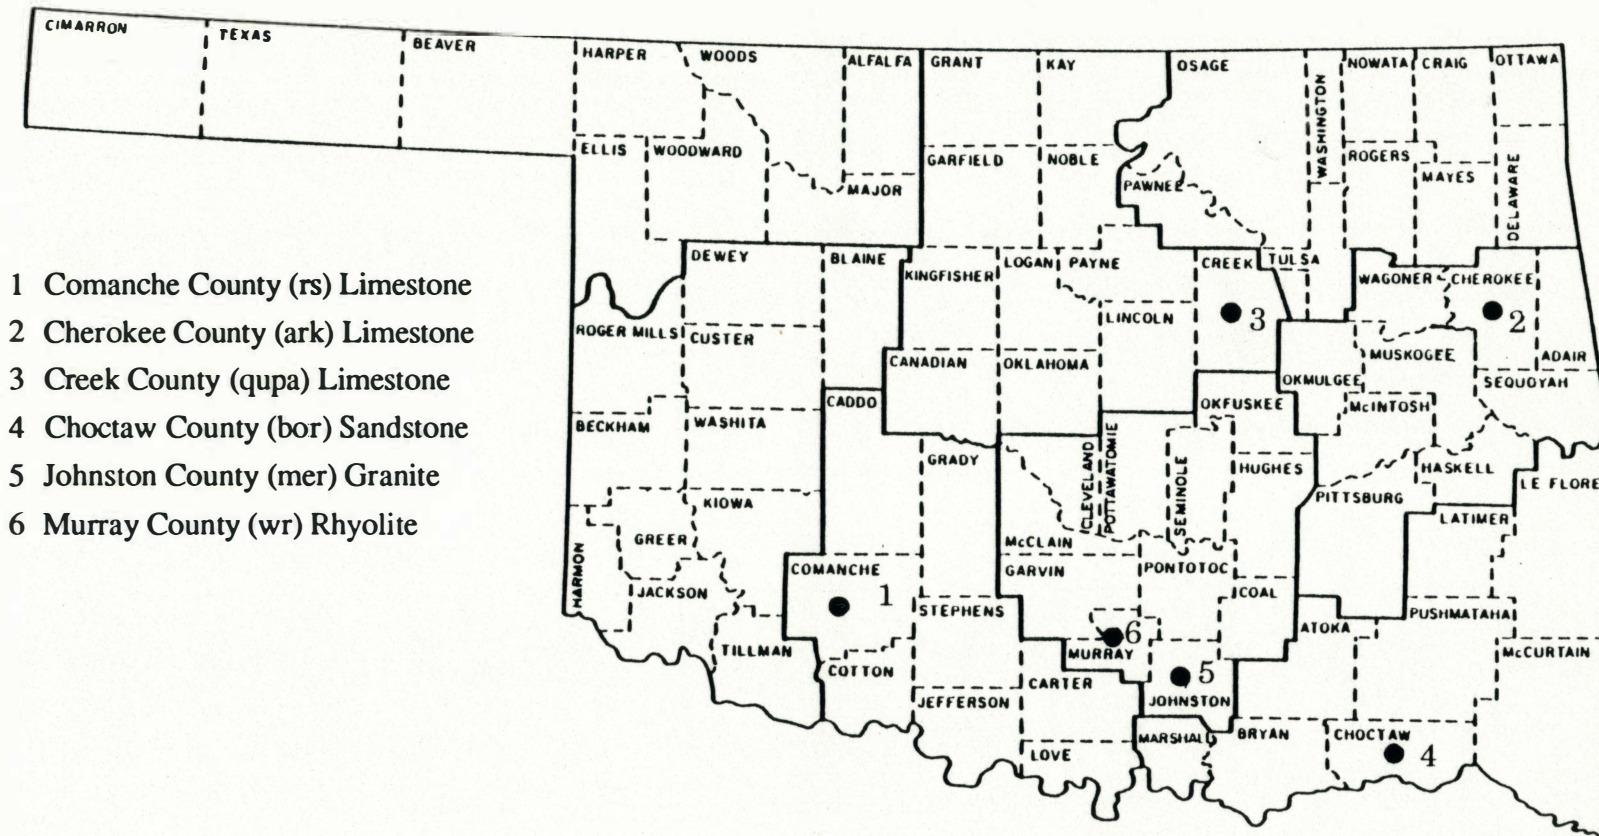 CIMARRON
TEXAS
BEAVER
HARPER
WOODS
ALFALFA
GRANT
KAY
OSAGE
WASHINGTON
NOWATA
CRAIG
OTTAWA
ELLIS
WOODWARD
MAJOR
GARFIELD
NOBLE
PAWNEE
ROGERS
MAYES
DELAWARE
DEWEY
BLAINE
KINGFISHER
LOGAN
PAYNE
CREEK
TULSA
WAGONER
CHEROKEE
1 Comanche County (rs) Limestone
2 Cherokee County (ark) Limestone
3 Creek County (qupa) Limestone
4 Choctaw County (bor) Sandstone
5 Johnston County (mer) Granite
6 Murray County (wr) Rhyolite
3
2
ROGER MILLS
CUSTER
LINCOLN
CANADIAN
OKLAHOMA
MUSKOGEE
ADAIR
OKMULGEE
SEQUOYAH
CADDO
OKFUSKEE
McINTOSH
BECKHAM
WASHITA
GRADY
CLEVELAND
POTTAWATOMIE
SEMINOLE
HUGHES
HASKELL
LE FLORE
PITTSBURG
KIOWA
LATIMER
GREER
McCLAIN
HARMON
COMANCHE
GARVIN
PONTOTOC
JACKSON
1
COAL
STEPHENS
PUSHMATAHA
ATOKA
6
TILLMAN
MURRAY
McCURTAIN
COTTON
5
CARTER
JEFFERSON
JOHNSTON
MARSHALL
BRYAN
CHOCTAW
LOVE
4